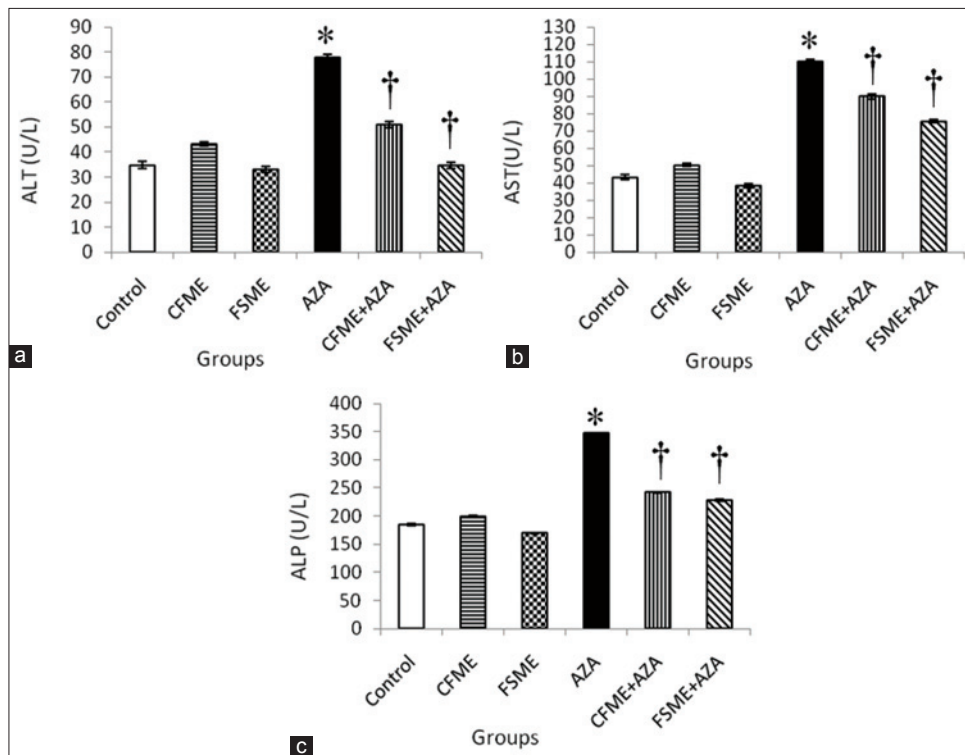 90
80
70
60
50
40
30
20
10
0
ALT (U/L)
*
†
†
Control
CFME
FSME
AZA
CFME+AZA
FSME+AZA
Groups
a
130
120
110
100
90
80
70
60
50
40
30
20
10
0
AST(U/L)
*
†
†
Control
CFME
FSME
AZA
CFME+AZA
FSME+AZA
Groups
b
400
350
300
250
200
150
100
50
0
ALP (U/L)
*
†
†
Control
CFME
FSME
AZA
CFME+AZA
FSME+AZA
Groups
c